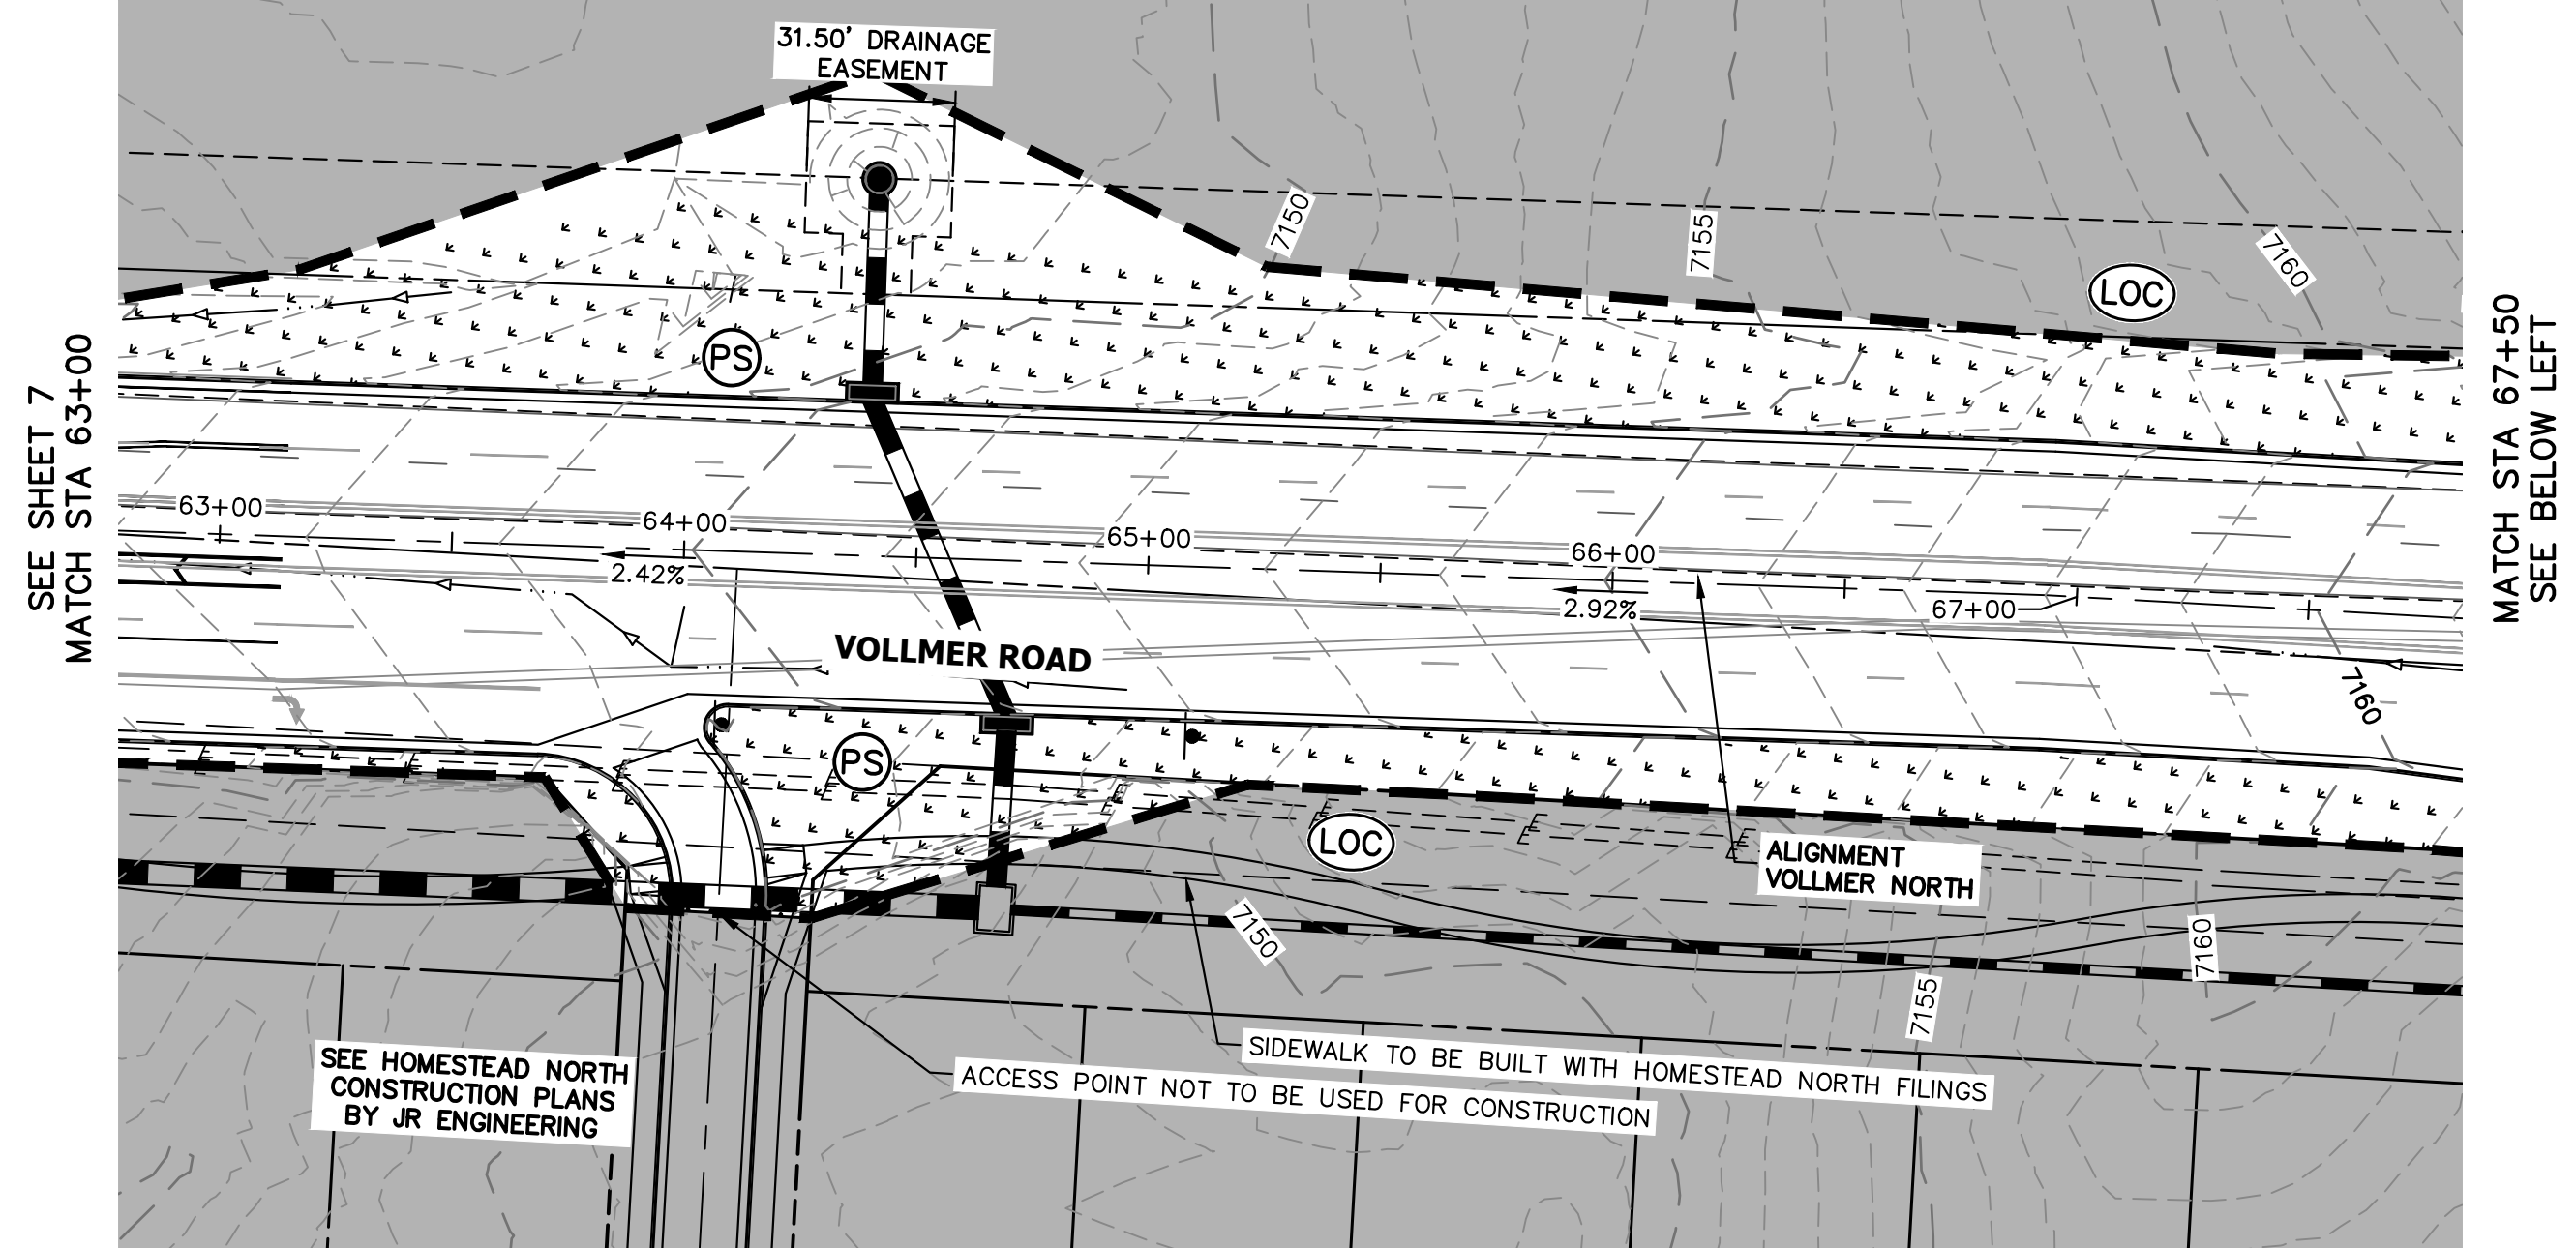 31.50' DRAINAGE
EASEMENT
7150
7155
7160
LOC
PS
SEE SHEET 7
MATCH STA 63+00
MATCH STA 67+50
SEE BELOW LEFT
63+00
64+00
65+00
66+00
67+00
2.42%
2.92%
VOLLMER ROAD
7160
PS
LOC
ALIGNMENT
VOLLMER NORTH
7150
7155
7160
SIDEWALK TO BE BUILT WITH HOMESTEAD NORTH FILINGS
ACCESS POINT NOT TO BE USED FOR CONSTRUCTION
SEE HOMESTEAD NORTH
CONSTRUCTION PLANS
BY JR ENGINEERING